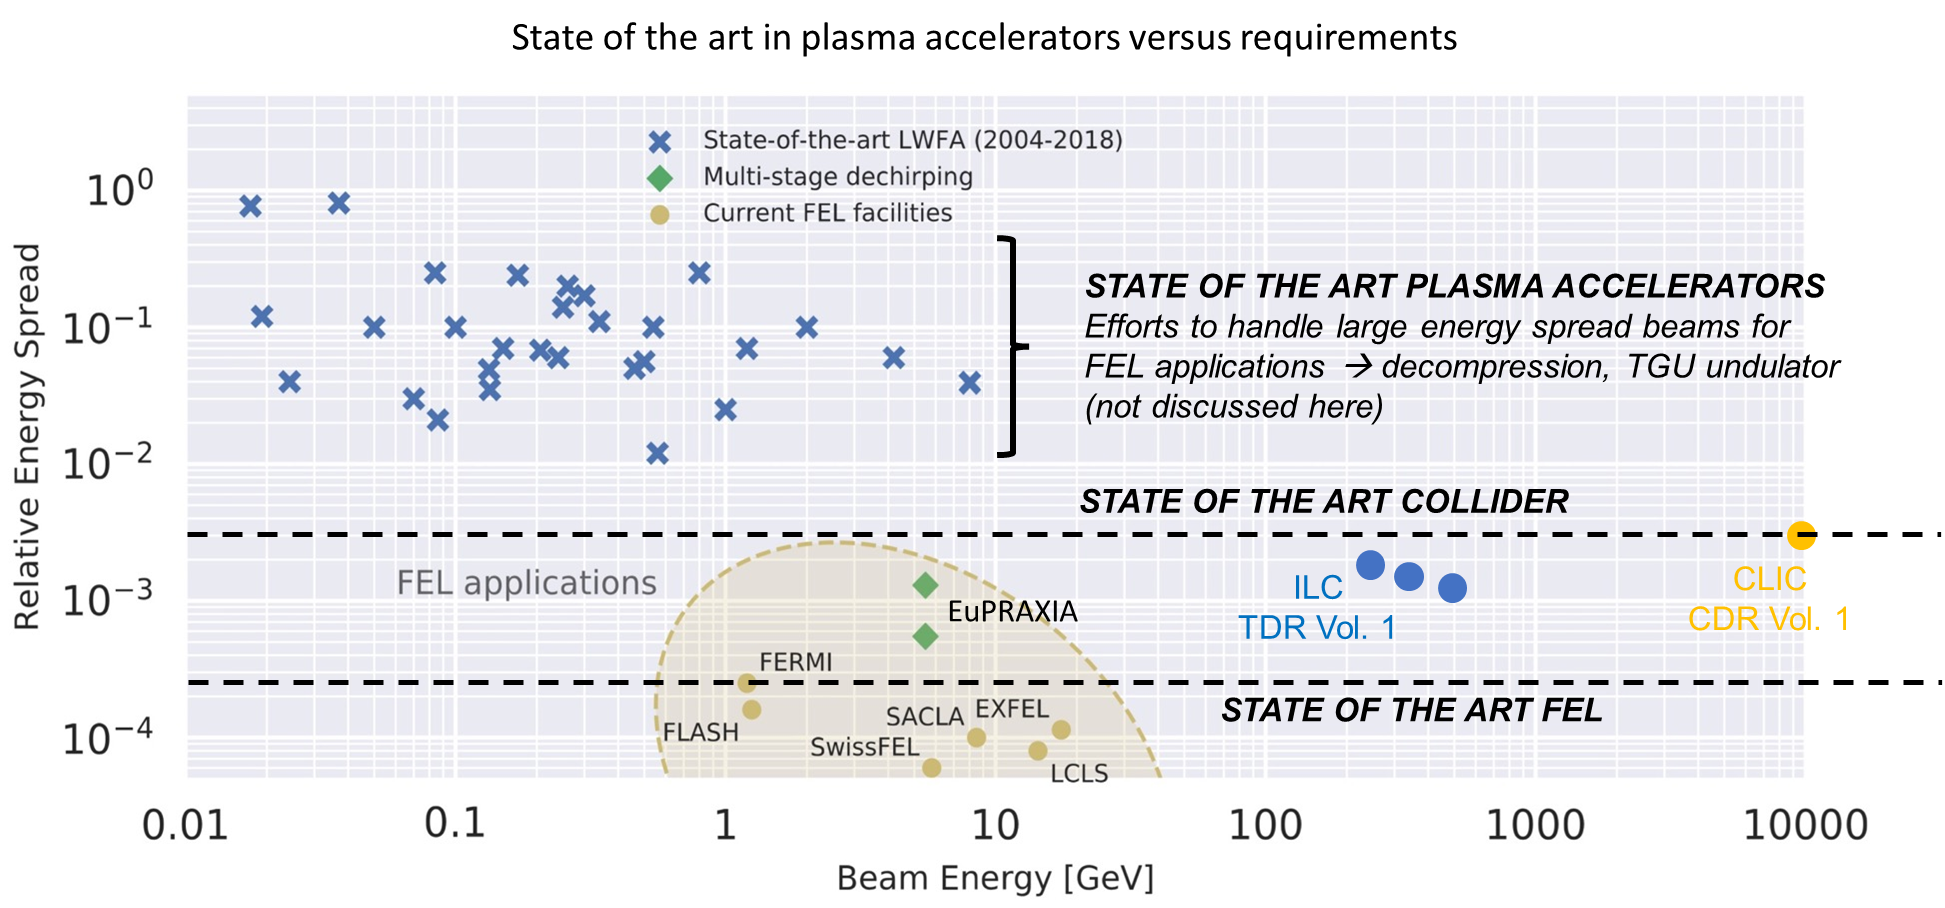 State of the art in plasma accelerators versus requirements
State-of-the-art LWFA (2004-2018)
Multi-stage dechirping
Current FEL facilities
Relative Energy Spread
10⁰
10⁻¹
10⁻²
10⁻³
10⁻⁴
STATE OF THE ART PLASMA ACCELERATORS
Efforts to handle large energy spread beams for
FEL applications → decompression, TGU undulator
(not discussed here)
STATE OF THE ART COLLIDER
FEL applications
EuPRAXIA
ILC
TDR Vol. 1
CLIC
CDR Vol. 1
FERMI
FLASH
SACLA
EXFEL
SwissFEL
LCLS
STATE OF THE ART FEL
0.01
0.1
1
10
100
1000
10000
Beam Energy [GeV]